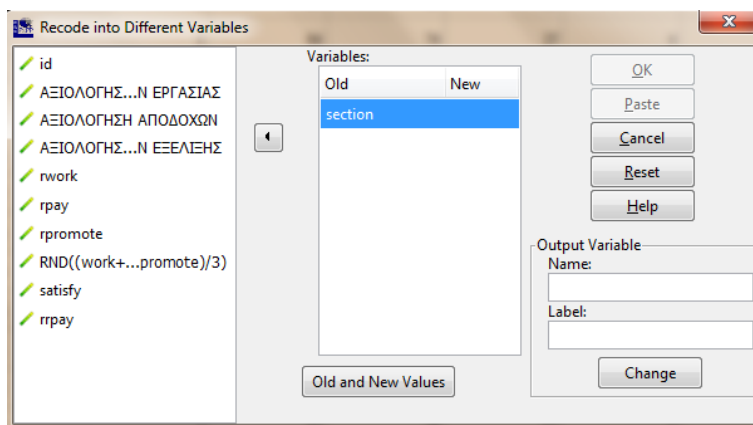 Recode into Different Variables
x
id
ΑΞΙΟΛΟΓΗΣ...Ν ΕΡΓΑΣΙΑΣ
ΑΞΙΟΛΟΓΗΣΗ ΑΠΟΔΟΧΩΝ
ΑΞΙΟΛΟΓΗΣ...Ν ΕΞΕΛΙΞΗΣ
rwork
rpay
rpromote
RND((work+...promote)/3)
satisfy
rrpay
Variables:
Old New
section
Old and New Values
OK
Paste
Cancel
Reset
Help
Output Variable
Name:
Label:
Change